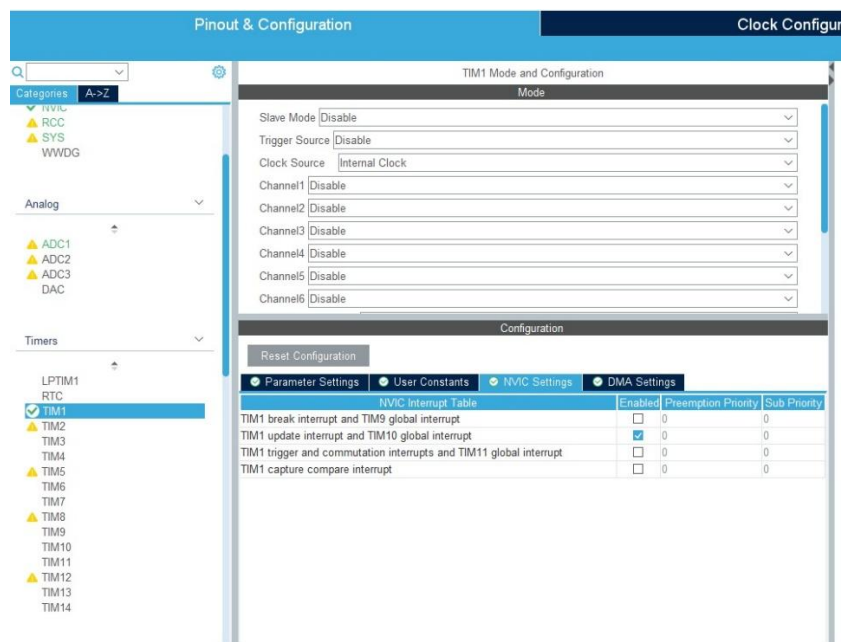 Pinout & Configuration
Clock Configur
TIM1 Mode and Configuration
Categories
A->Z
Mode
NVIC
RCC
SYS
WWDG
Slave Mode Disable
Trigger Source Disable
Clock Source Internal Clock
Channel1 Disable
Channel2 Disable
Channel3 Disable
Channel4 Disable
Channel5 Disable
Channel6 Disable
Analog
ADC1
ADC2
ADC3
DAC
Timers
LPTIM1
RTC
TIM1
TIM2
TIM3
TIM4
TIM5
TIM6
TIM7
TIM8
TIM9
TIM10
TIM11
TIM12
TIM13
TIM14
Configuration
Reset Configuration
Parameter Settings
User Constants
NVIC Settings
DMA Settings
NVIC Interrupt Table Enabled Preemption Priority Sub Priority
TIM1 break interrupt and TIM9 global interrupt 0 0
TIM1 update interrupt and TIM10 global interrupt 0 0
TIM1 trigger and commutation interrupts and TIM11 global interrupt 0 0
TIM1 capture compare interrupt 0 0